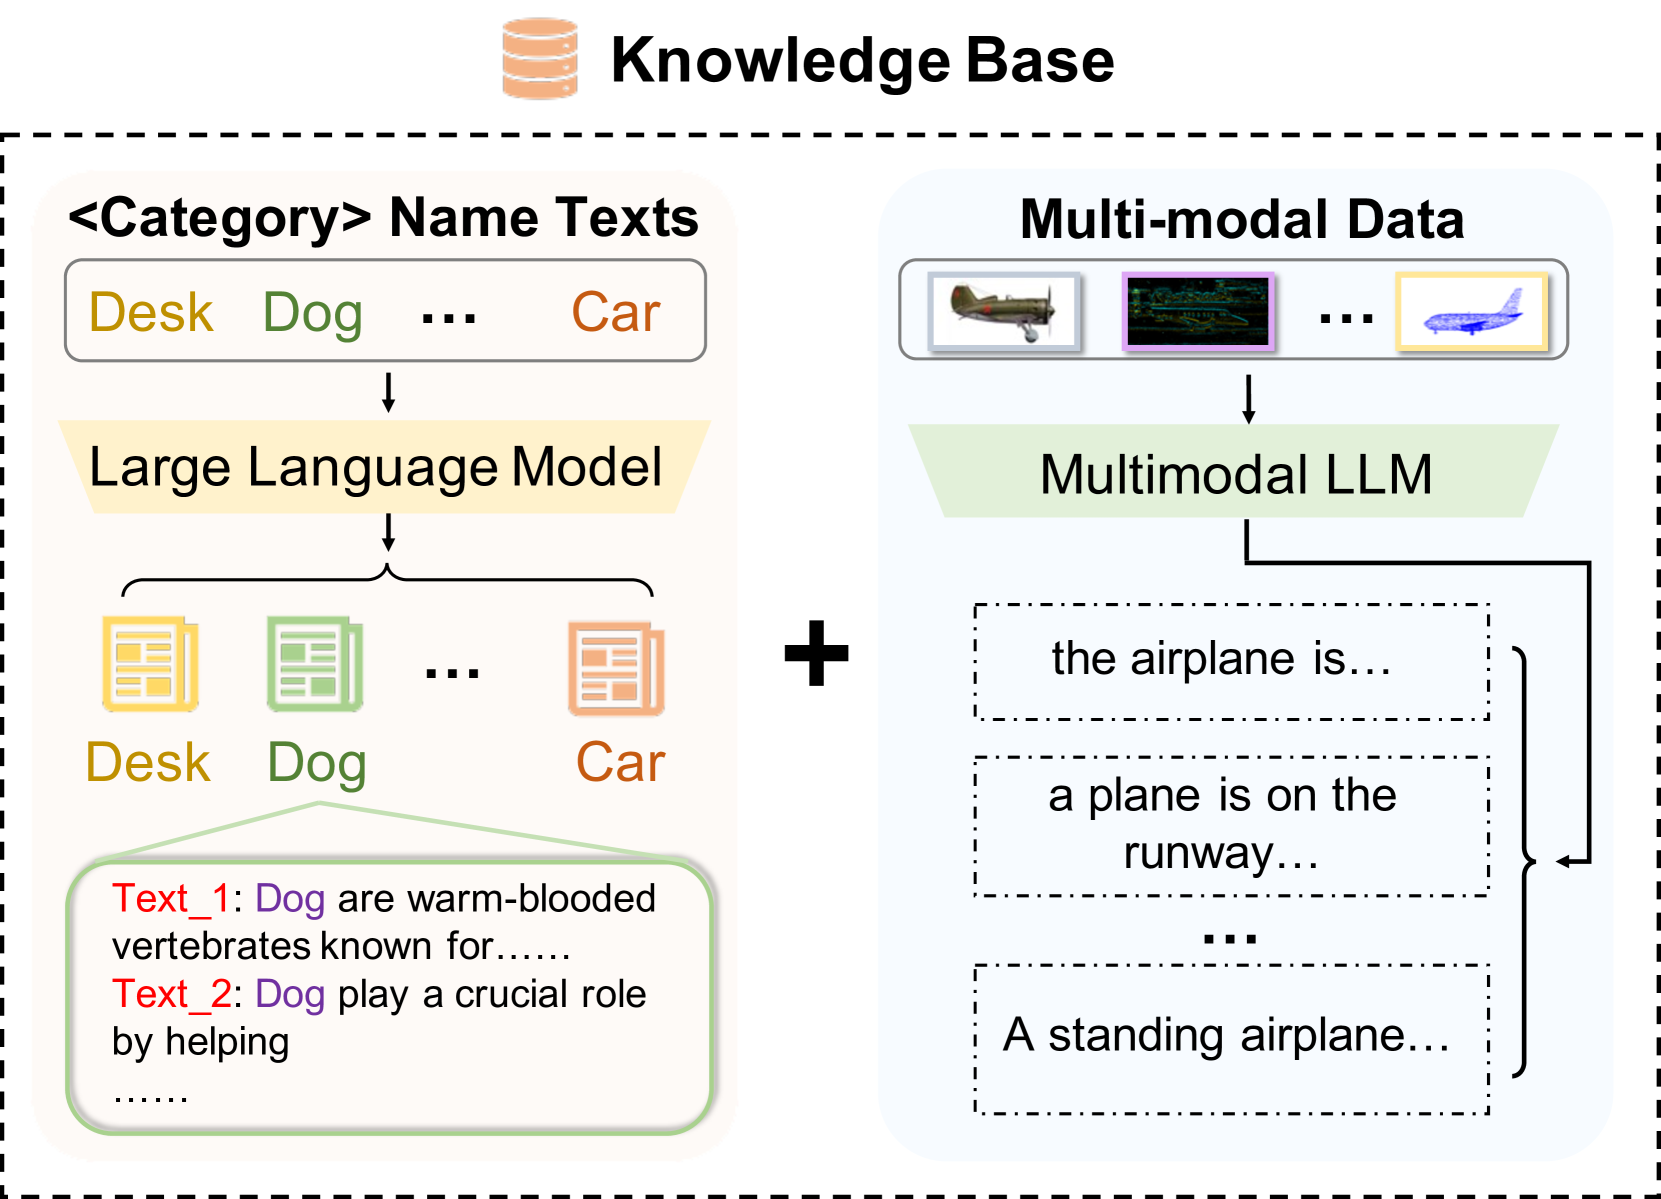 Knowledge Base
<Category> Name Texts
Desk Dog ... Car
Large Language Model
...
Desk Dog Car
Text_1: Dog are warm-blooded
vertebrates known for......
Text_2: Dog play a crucial role
by helping
......
+
Multi-modal Data
...
Multimodal LLM
the airplane is...
a plane is on the
runway...
...
A standing airplane...